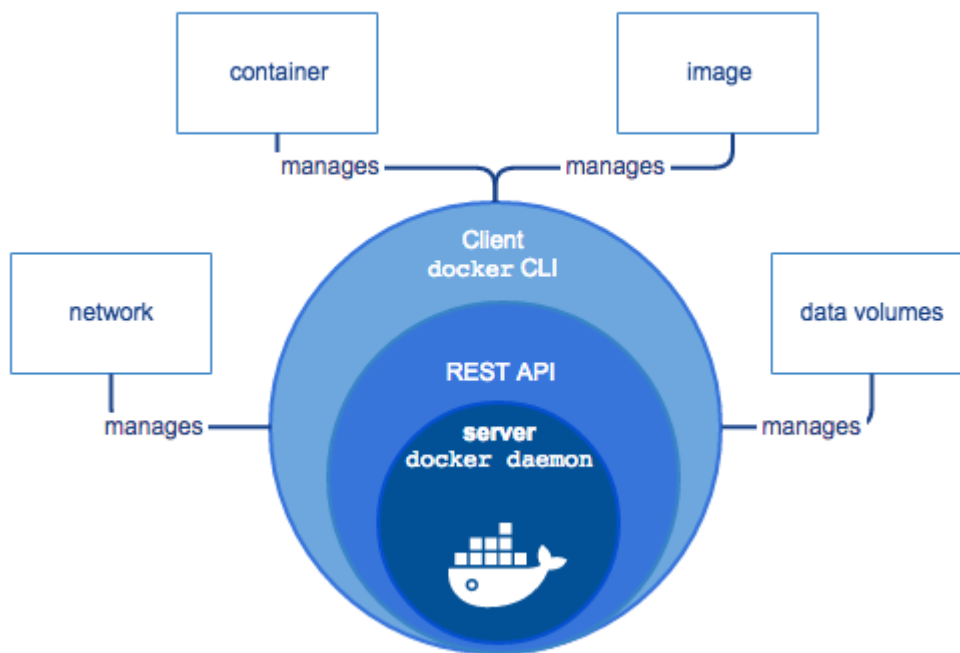 container
image
manages
manages
Client
docker CLI
network
data volumes
REST API
manages
manages
server
docker daemon